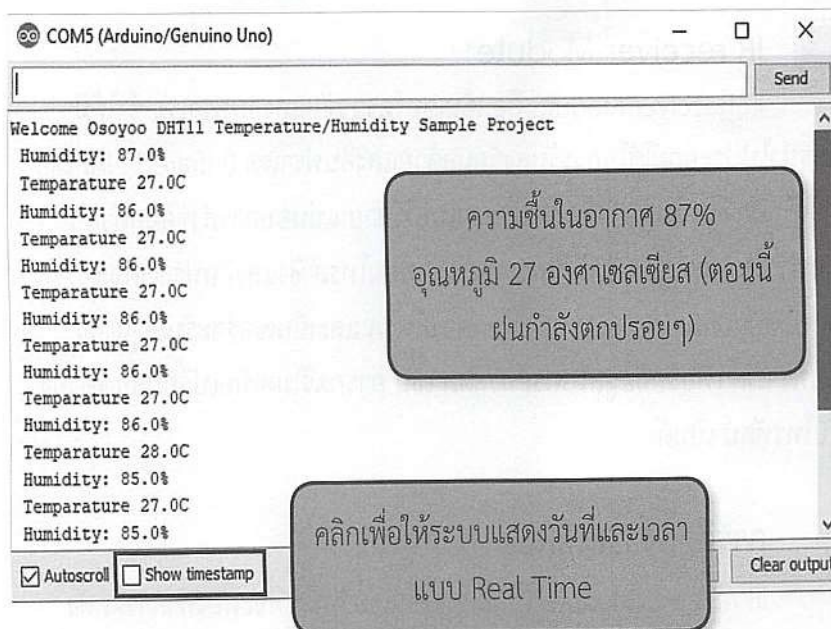 COM5 (Arduino/Genuino Uno)
Send
Welcome Osoyoo DHT11 Temperature/Humidity Sample Project
Humidity: 87.0%
Temparature 27.0C
Humidity: 86.0%
Temparature 27.0C
Humidity: 86.0%
Temparature 27.0C
Humidity: 86.0%
Temparature 27.0C
Humidity: 86.0%
Temparature 27.0C
Humidity: 86.0%
Temparature 28.0C
Humidity: 85.0%
Temparature 27.0C
Humidity: 85.0%
ความชื้นในอากาศ 87%
อุณหภูมิ 27 องศาเซลเซียส (ตอนนี้
ฝนกำลังตกปรอยๆ)
คลิกเพื่อให้ระบบแสดงวันที่และเวลา
แบบ Real Time
Autoscroll Show timestamp
Clear output